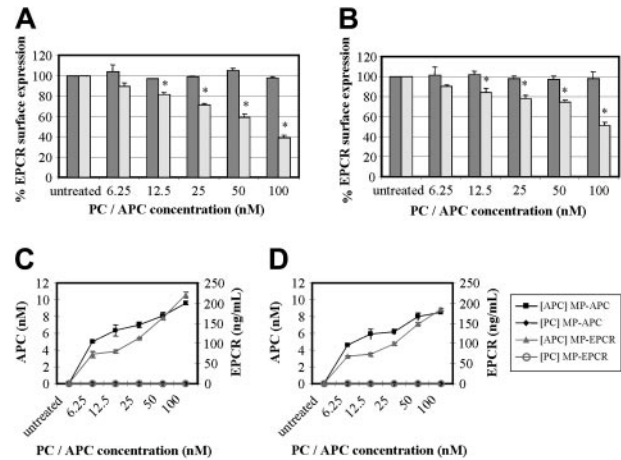 A
B
% EPCR surface expression
120
100
80
60
40
20
0
* * * *
untreated 6.25 12.5 25 50 100
PC / APC concentration (nM)
% EPCR surface expression
120
100
80
60
40
20
0
* * * *
untreated 6.25 12.5 25 50 100
PC / APC concentration (nM)
C
D
APC (nM)
12
10
8
6
4
2
0
EPCR (ng/mL)
250
200
150
100
50
0
untreated 6.25 12.5 25 50 100
PC / APC concentration (nM)
APC (nM)
12
10
8
6
4
2
0
EPCR (ng/mL)
250
200
150
100
50
0
untreated 6.25 12.5 25 50 100
PC / APC concentration (nM)
[APC] MP-APC
[PC] MP-APC
[APC] MP-EPCR
[PC] MP-EPCR